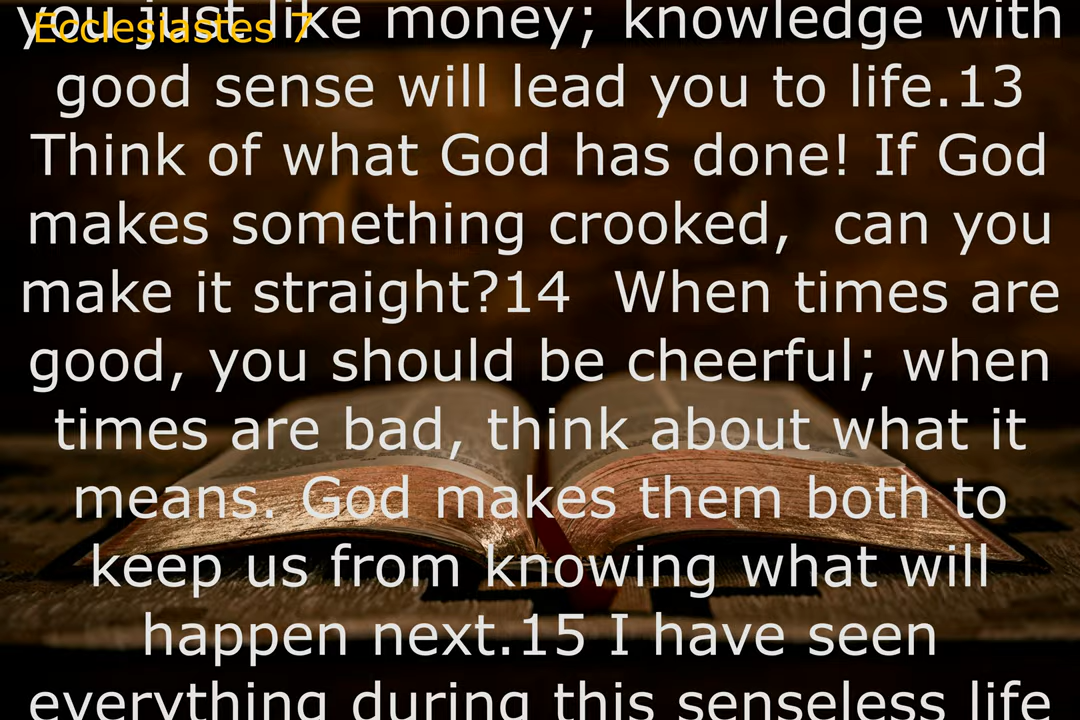 Ecclesiastes 7
you just like money; knowledge with
good sense will lead you to life.13
Think of what God has done! If God
makes something crooked,  can you
make it straight?14  When times are
good, you should be cheerful; when
times are bad, think about what it
means. God makes them both to
keep us from knowing what will
happen next.15 I have seen
everything during this senseless life